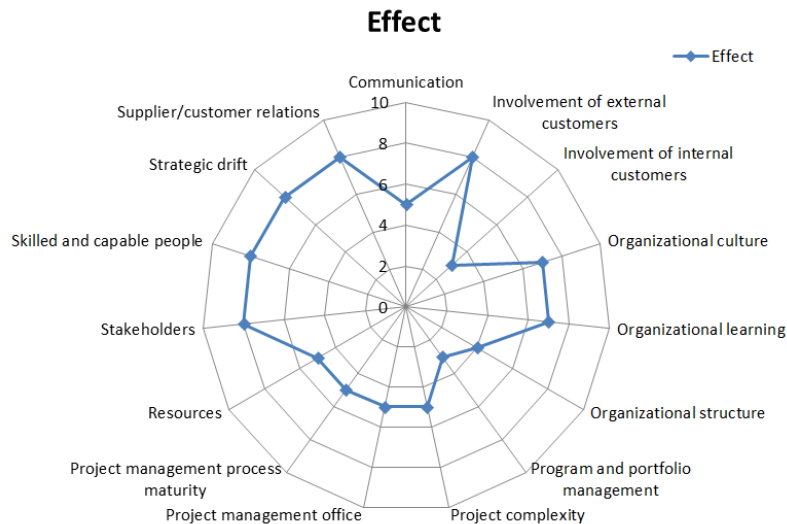 Effect
Effect
Communication
10
8
6
4
2
0
Involvement of external
customers
Involvement of internal
customers
Organizational culture
Organizational learning
Organizational structure
Program and portfolio
management
Project complexity
Project management office
Project management process
maturity
Resources
Stakeholders
Skilled and capable people
Strategic drift
Supplier/customer relations